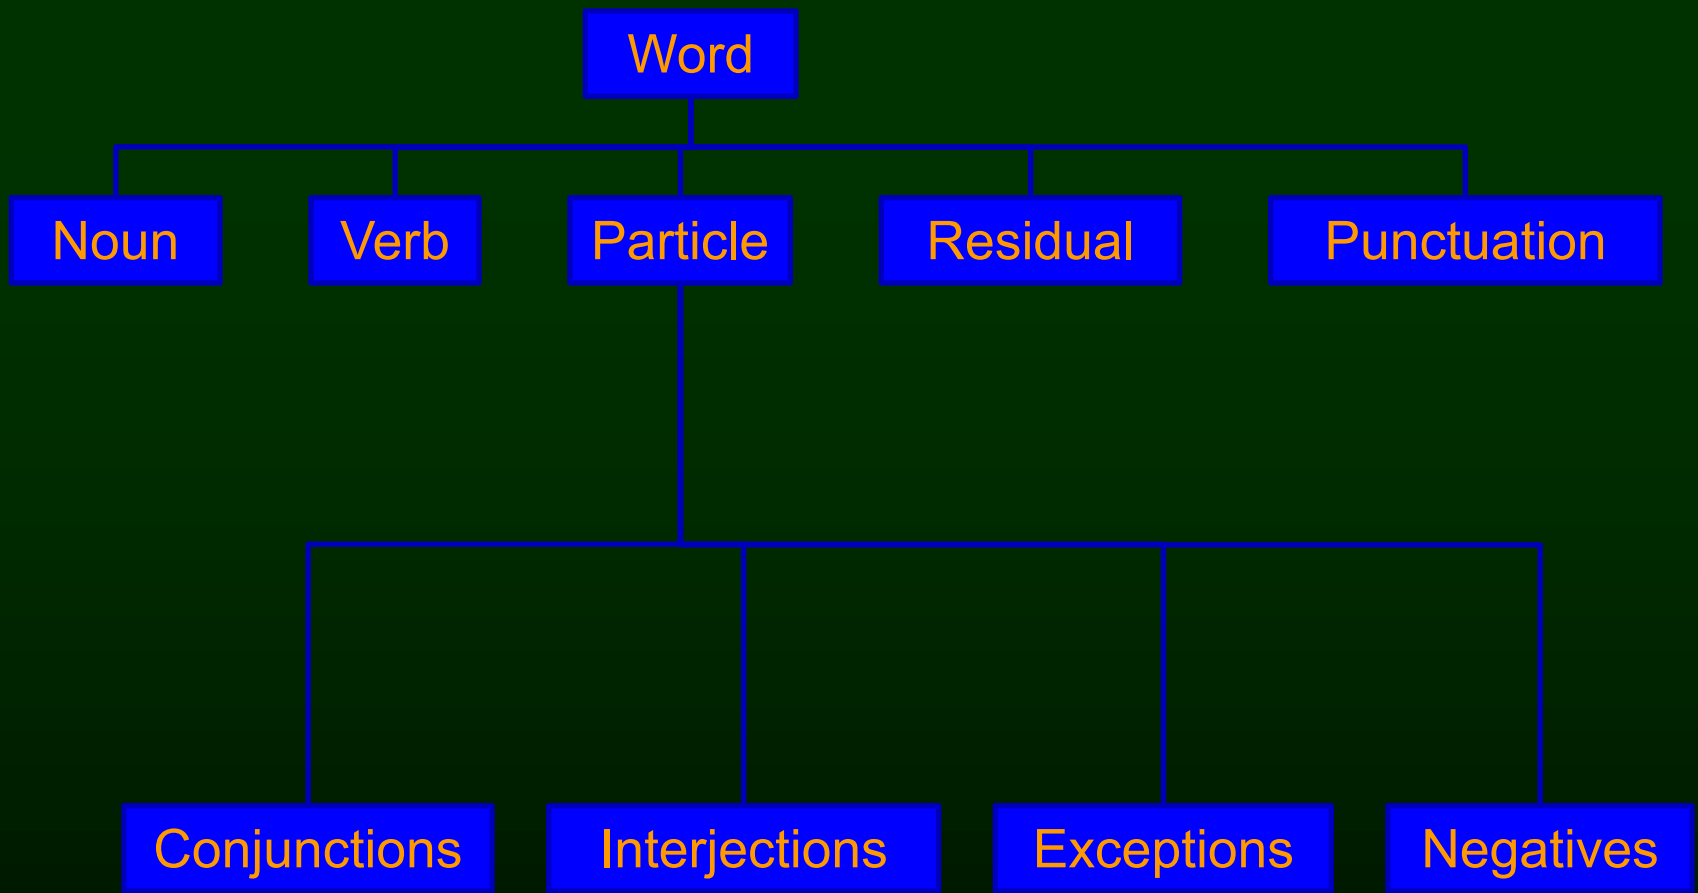 Word
Noun Verb Particle Residual Punctuation
Conjunctions Interjections Exceptions Negatives